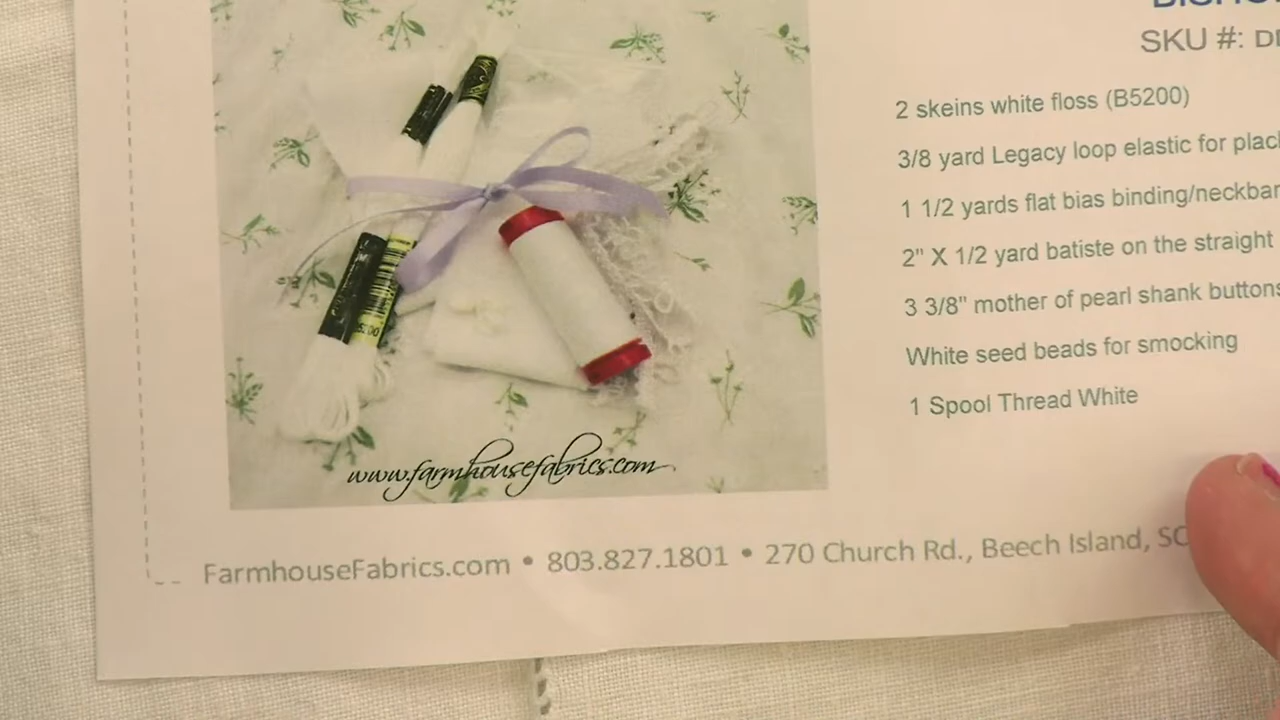 SKU #:
2 skeins white floss (B5200)
3/8 yard Legacy loop elastic for
1 1/2 yards flat bias
2" X 1/2 yard batiste on the straight
3 3/8" mother of pearl shank buttons
White seed beads for smocking
1 Spool Thread White
www.farmhousefabrics.com
FarmhouseFabrics.com • 803.827.1801 • 270 Church Rd., Beech Island, SC